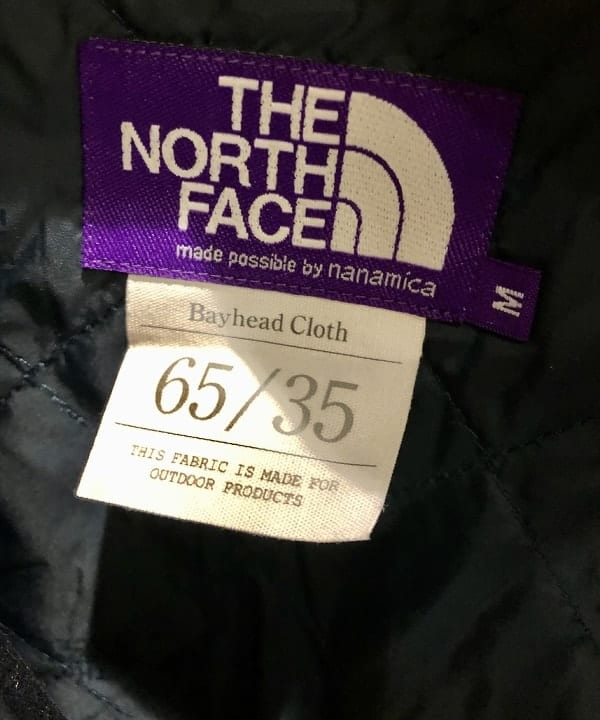 THE
NORTH
FACE
made possible by nanamica
M
Bayhead Cloth
65/35
THIS FABRIC IS MADE FOR
OUTDOOR PRODUCTS